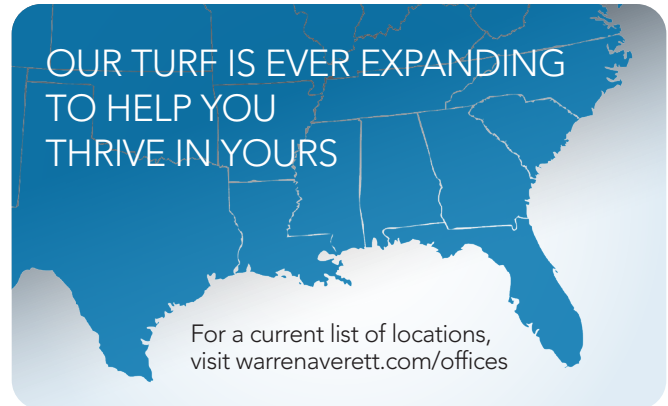 OUR TURF IS EVER EXPANDING
TO HELP YOU
THRIVE IN YOURS
For a current list of locations,
visit warrenaverett.com/offices